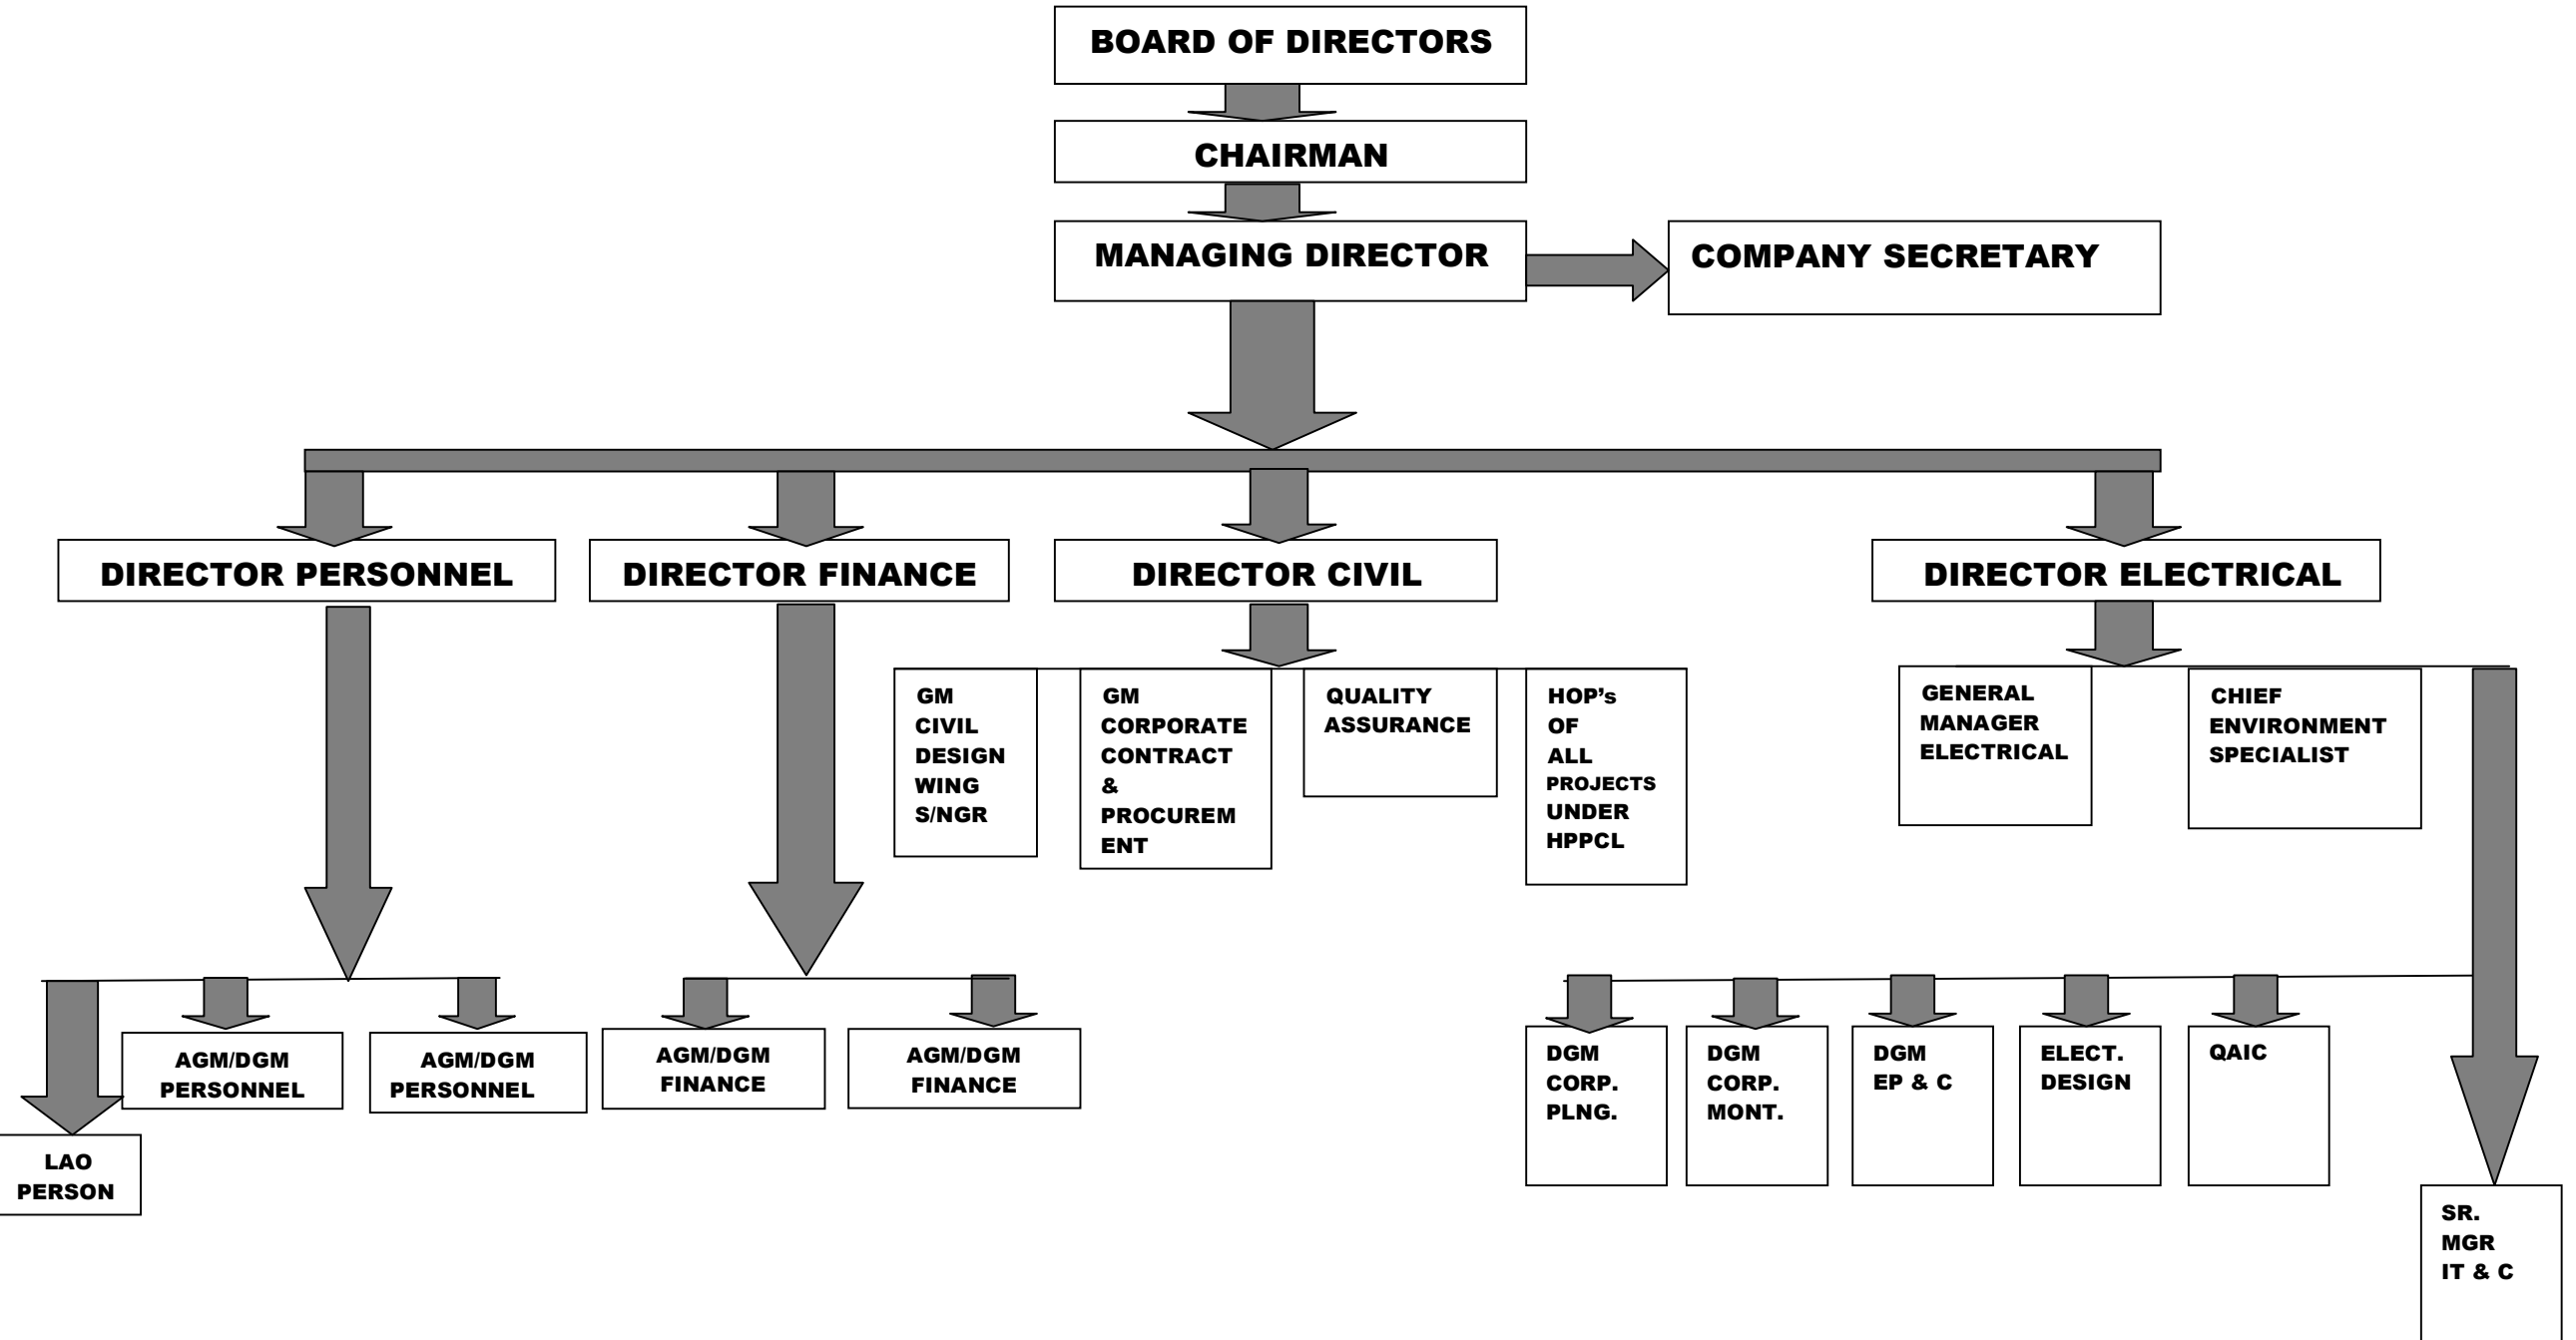 BOARD OF DIRECTORS
CHAIRMAN
MANAGING DIRECTOR
COMPANY SECRETARY
DIRECTOR PERSONNEL
DIRECTOR FINANCE
DIRECTOR CIVIL
DIRECTOR ELECTRICAL
GM
CIVIL
DESIGN
WING
S/NGR
GM
CORPORATE
CONTRACT
&
PROCUREM
ENT
QUALITY
ASSURANCE
HOP's
OF
ALL
PROJECTS
UNDER
HPPCL
GENERAL
MANAGER
ELECTRICAL
CHIEF
ENVIRONMENT
SPECIALIST
LAO
PERSON
AGM/DGM
PERSONNEL
AGM/DGM
PERSONNEL
AGM/DGM
FINANCE
AGM/DGM
FINANCE
DGM
CORP.
PLNG.
DGM
CORP.
MONT.
DGM
EP & C
ELECT.
DESIGN
QAIC
SR.
MGR
IT & C